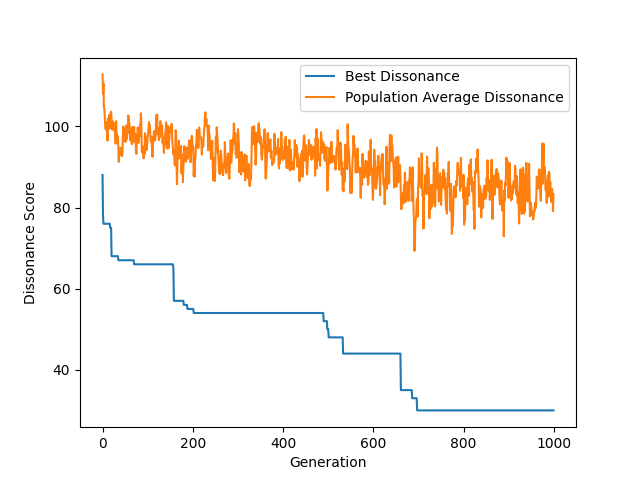 Best Dissonance
Population Average Dissonance
Dissonance Score
100
80
60
40
0 200 400 600 800 1000
Generation